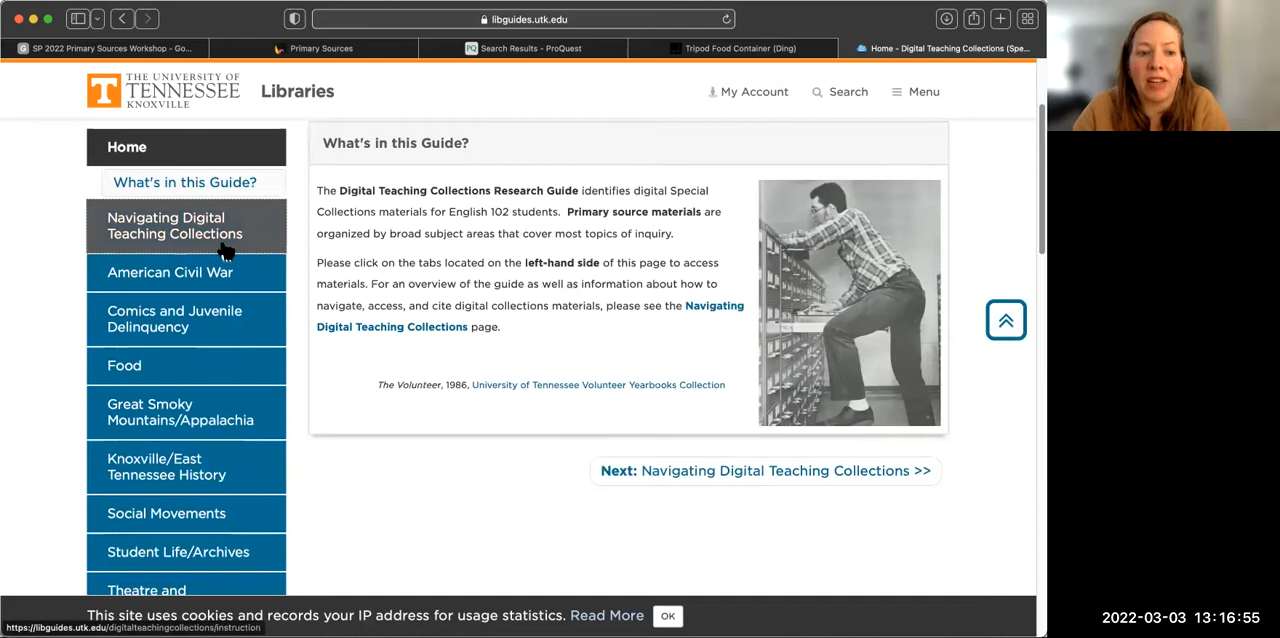 libguides.utk.edu
SP 2022 Primary Sources Workshop - Go...
Primary Sources
Search Results - ProQuest
Tripod Food Container (Ding)
Home - Digital Teaching Collections (Spe...
THE UNIVERSITY OF
TENNESSEE
KNOXVILLE
Libraries
My Account
Search
Menu
Home
What's in this Guide?
Navigating Digital
Teaching Collections
American Civil War
Comics and Juvenile
Delinquency
Food
Great Smoky
Mountains/Appalachia
Knoxville/East
Tennessee History
Social Movements
Student Life/Archives
Theatre and
What's in this Guide?
The Digital Teaching Collections Research Guide identifies digital Special
Collections materials for English 102 students. Primary source materials are
organized by broad subject areas that cover most topics of inquiry.
Please click on the tabs located on the left-hand side of this page to access
materials. For an overview of the guide as well as information about how to
navigate, access, and cite digital collections materials, please see the Navigating
Digital Teaching Collections page.
The Volunteer, 1986, University of Tennessee Volunteer Yearbooks Collection
Next: Navigating Digital Teaching Collections >>
This site uses cookies and records your IP address for usage statistics. Read More OK
https://libguides.utk.edu/digitalteachingcollections/instruction
2022-03-03 13:16:55